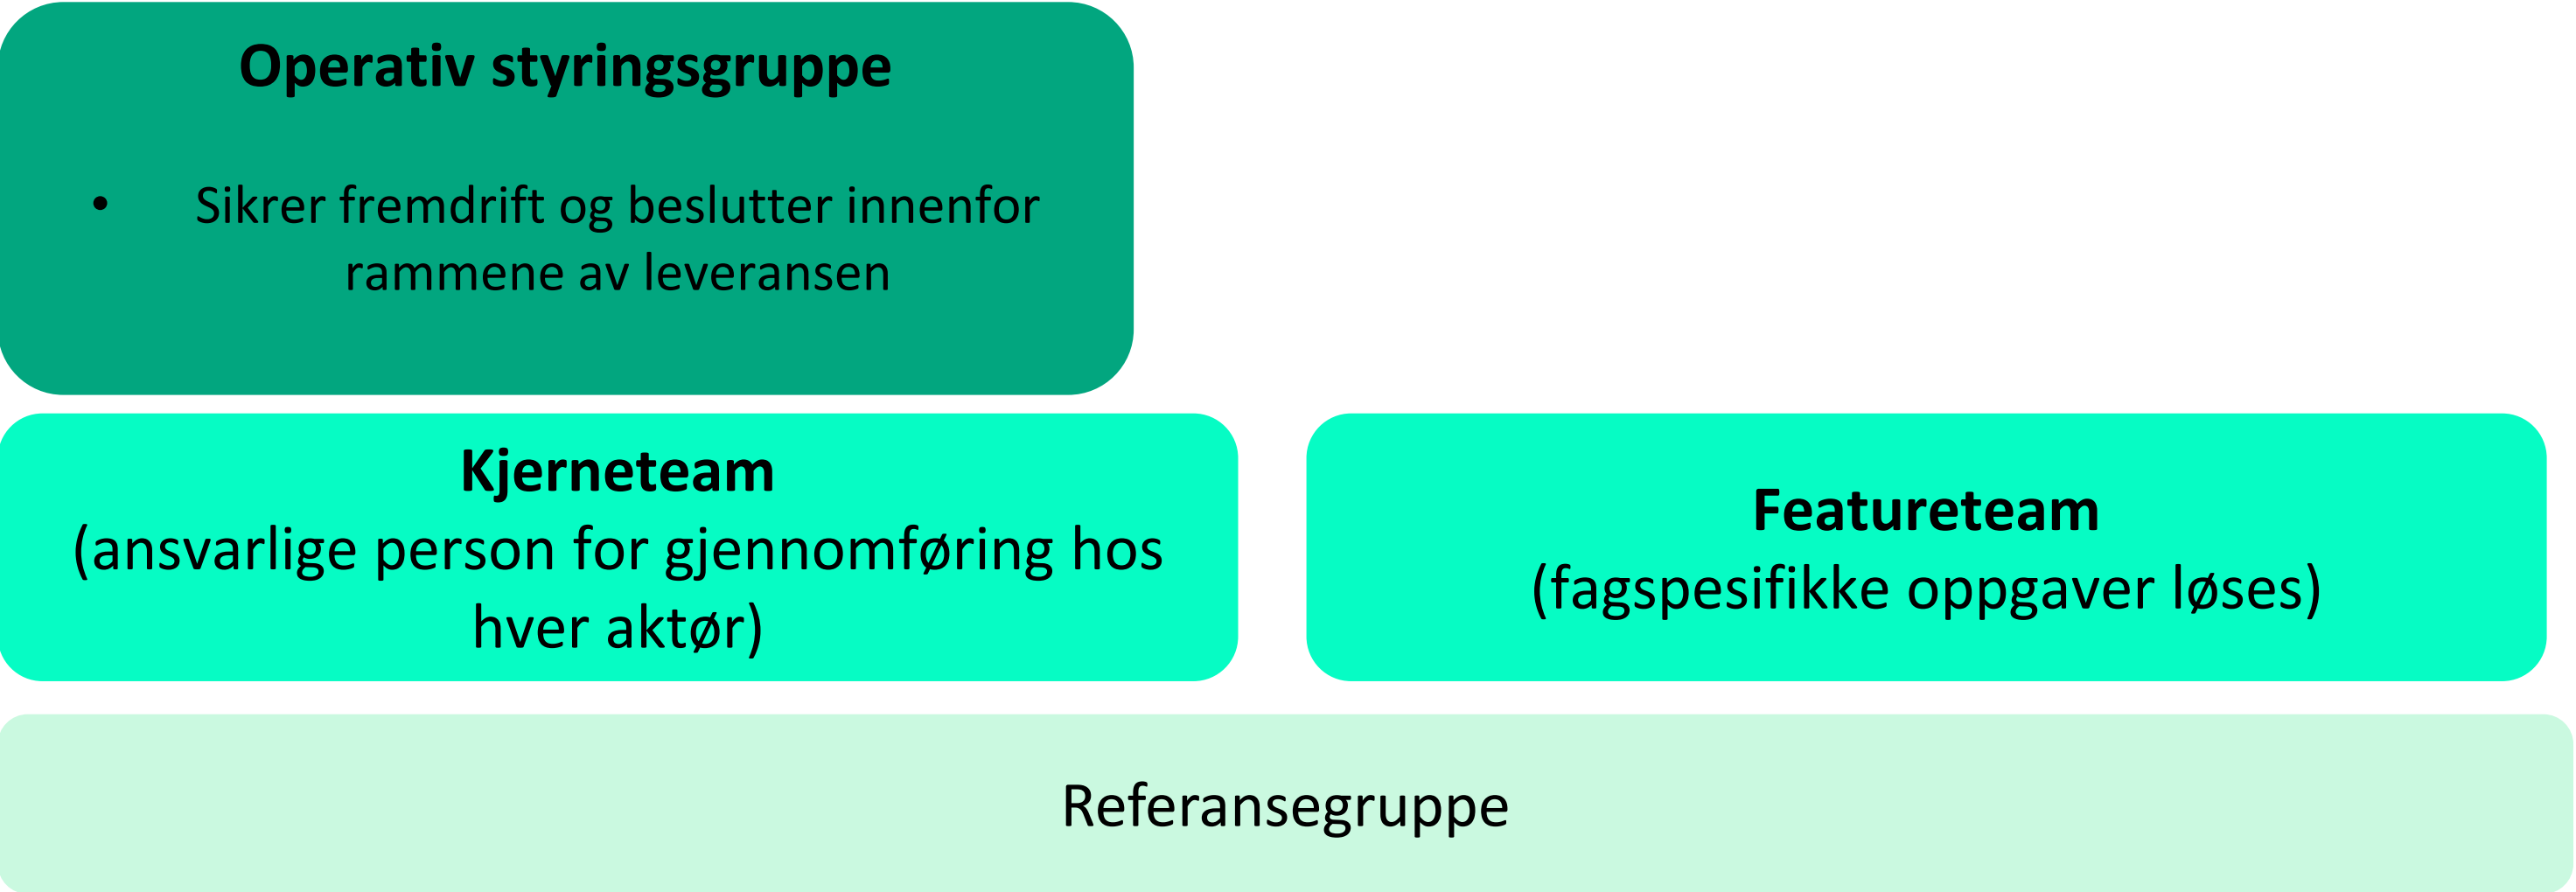 Operativ styringsgruppe
• Sikrer fremdrift og beslutter innenfor
rammene av leveransen
Kjerneteam
(ansvarlige person for gjennomføring hos
hver aktør)
Featureteam
(fagspesifikke oppgaver løses)
Referansegruppe